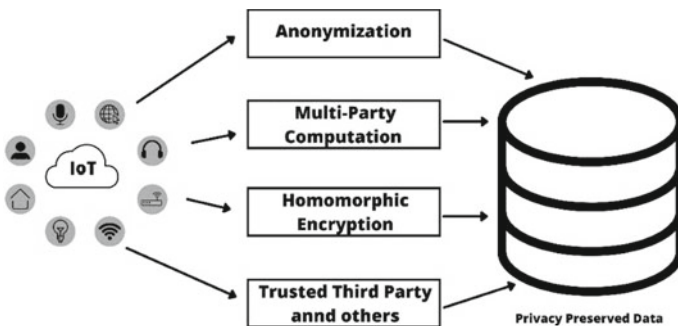 Anonymization
Multi-Party
Computation
IoT
Homomorphic
Encryption
Trusted Third Party
annd others
Privacy Preserved Data